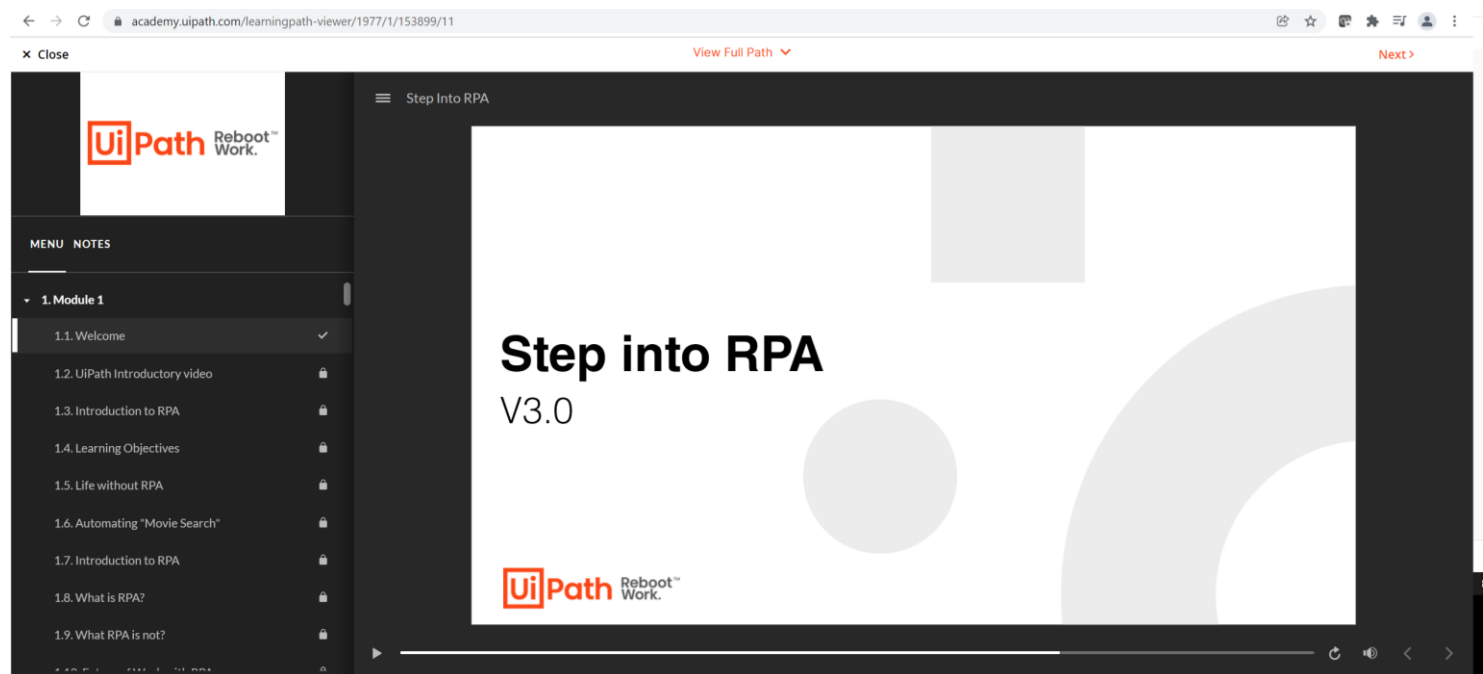 academy.uipath.com/learningpath-viewer/1977/1/153899/11
× Close
View Full Path
Next >
UiPath Reboot™ Work.
Step Into RPA
MENU NOTES
1. Module 1
1.1. Welcome
1.2. UiPath Introductory video
1.3. Introduction to RPA
1.4. Learning Objectives
1.5. Life without RPA
1.6. Automating "Movie Search"
1.7. Introduction to RPA
1.8. What is RPA?
1.9. What RPA is not?
Step into RPA
V3.0
UiPath Reboot™ Work.